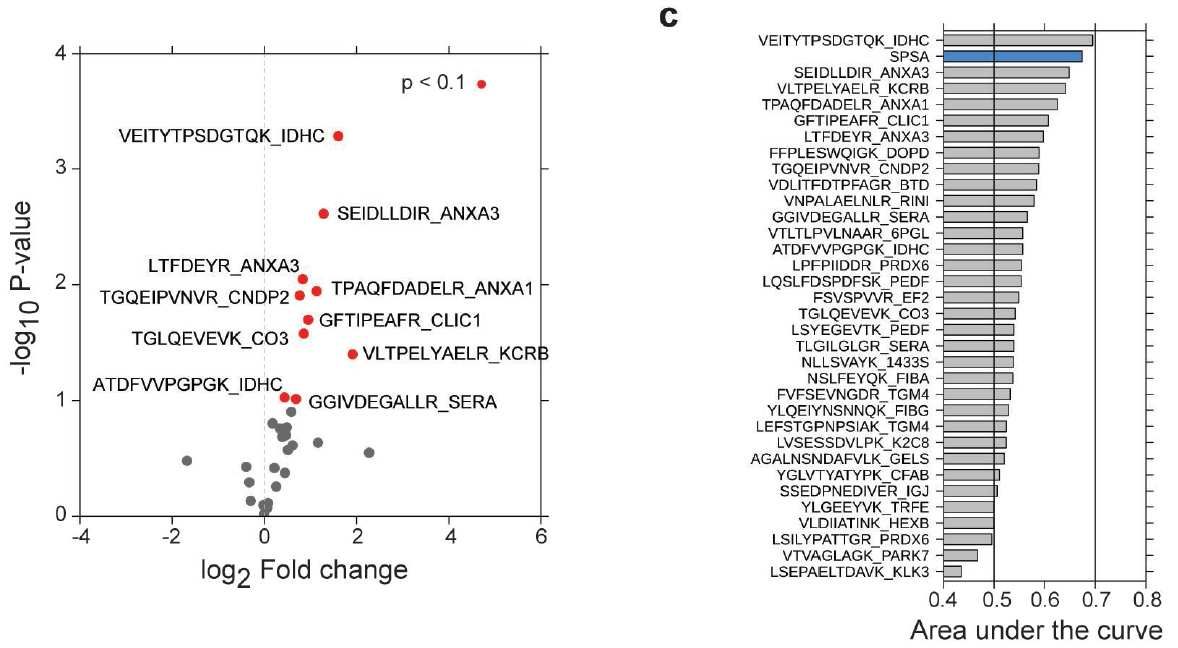 4
3
2
1
0
-log10 P-value
p < 0.1
VEITYTPSDGTQK_IDHC
SEIDLLDIR_ANXA3
LTFDEYR_ANXA3
TPAQFDADELR_ANXA1
TGQEIPVNVR_CNDP2
GFTIPEAFR_CLIC1
TGLQEVEVK_CO3
VLTPELYAELR_KCRB
ATDFVVPGPGK_IDHC
GGIVDEGALLR_SERA
-4 -2 0 2 4 6
log2 Fold change
c
VEITYTPSDGTQK_IDHC
SPSA
SEIDLLDIR_ANXA3
VLTPELYAELR_KCRB
TPAQFDADELR_ANXA1
GFTIPEAFR_CLIC1
LTFDEYR_ANXA3
FFPLESWQIGK_DOPD
TGQEIPVNVR_CNDP2
VDLITFDTPFAGR_BTD
VNPALAELNLR_RINI
GGIVDEGALLR_SERA
VTLTLPVLNAAR_6PGL
ATDFVVPGPGK_IDHC
LPFPIIDDR_PRDX6
LQSLFDSPDFSK_PEDF
FSVSPVVR_EF2
TGLQEVEVK_CO3
LSYEGEVTK_PEDF
TLGILGLGR_SERA
NLLSVAYK_1433S
NSLFEYQK_FIBA
FVFSEVNGDR_TGM4
YLQEIYNSNNQK_FIBG
LEFSTGPNPSIAK_TGM4
LVSESSDVLPK_K2C8
AGALNSNDAFVLK_GELS
YGLVTYATYPK_CFAB
SSEDPNEDIVER_IGJ
YLGEEYVK_TRFE
VLDIIATINK_HEXB
LSILYPATTGR_PRDX6
VTVAGLAGK_PARK7
LSEPAELTDAVK_KLK3
0.4 0.5 0.6 0.7 0.8
Area under the curve